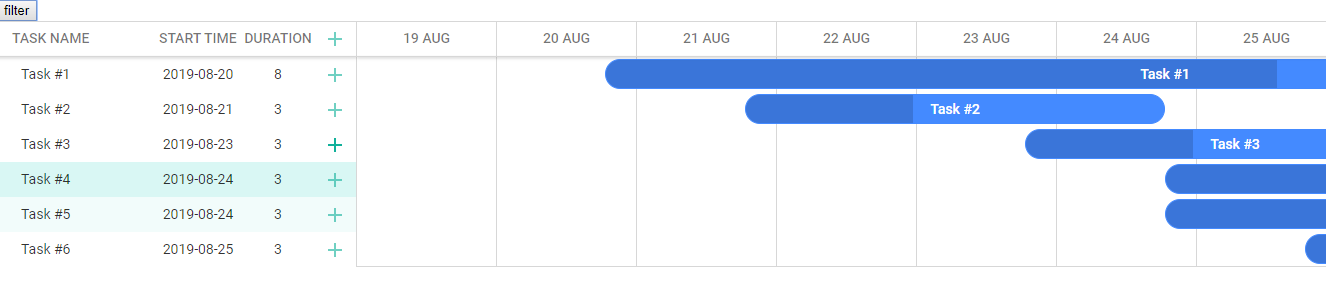 filter
TASK NAME START TIME DURATION + 19 AUG 20 AUG 21 AUG 22 AUG 23 AUG 24 AUG 25 AUG
Task #1 2019-08-20 8 + Task #1
Task #2 2019-08-21 3 + Task #2
Task #3 2019-08-23 3 + Task #3
Task #4 2019-08-24 3 +
Task #5 2019-08-24 3 +
Task #6 2019-08-25 3 +